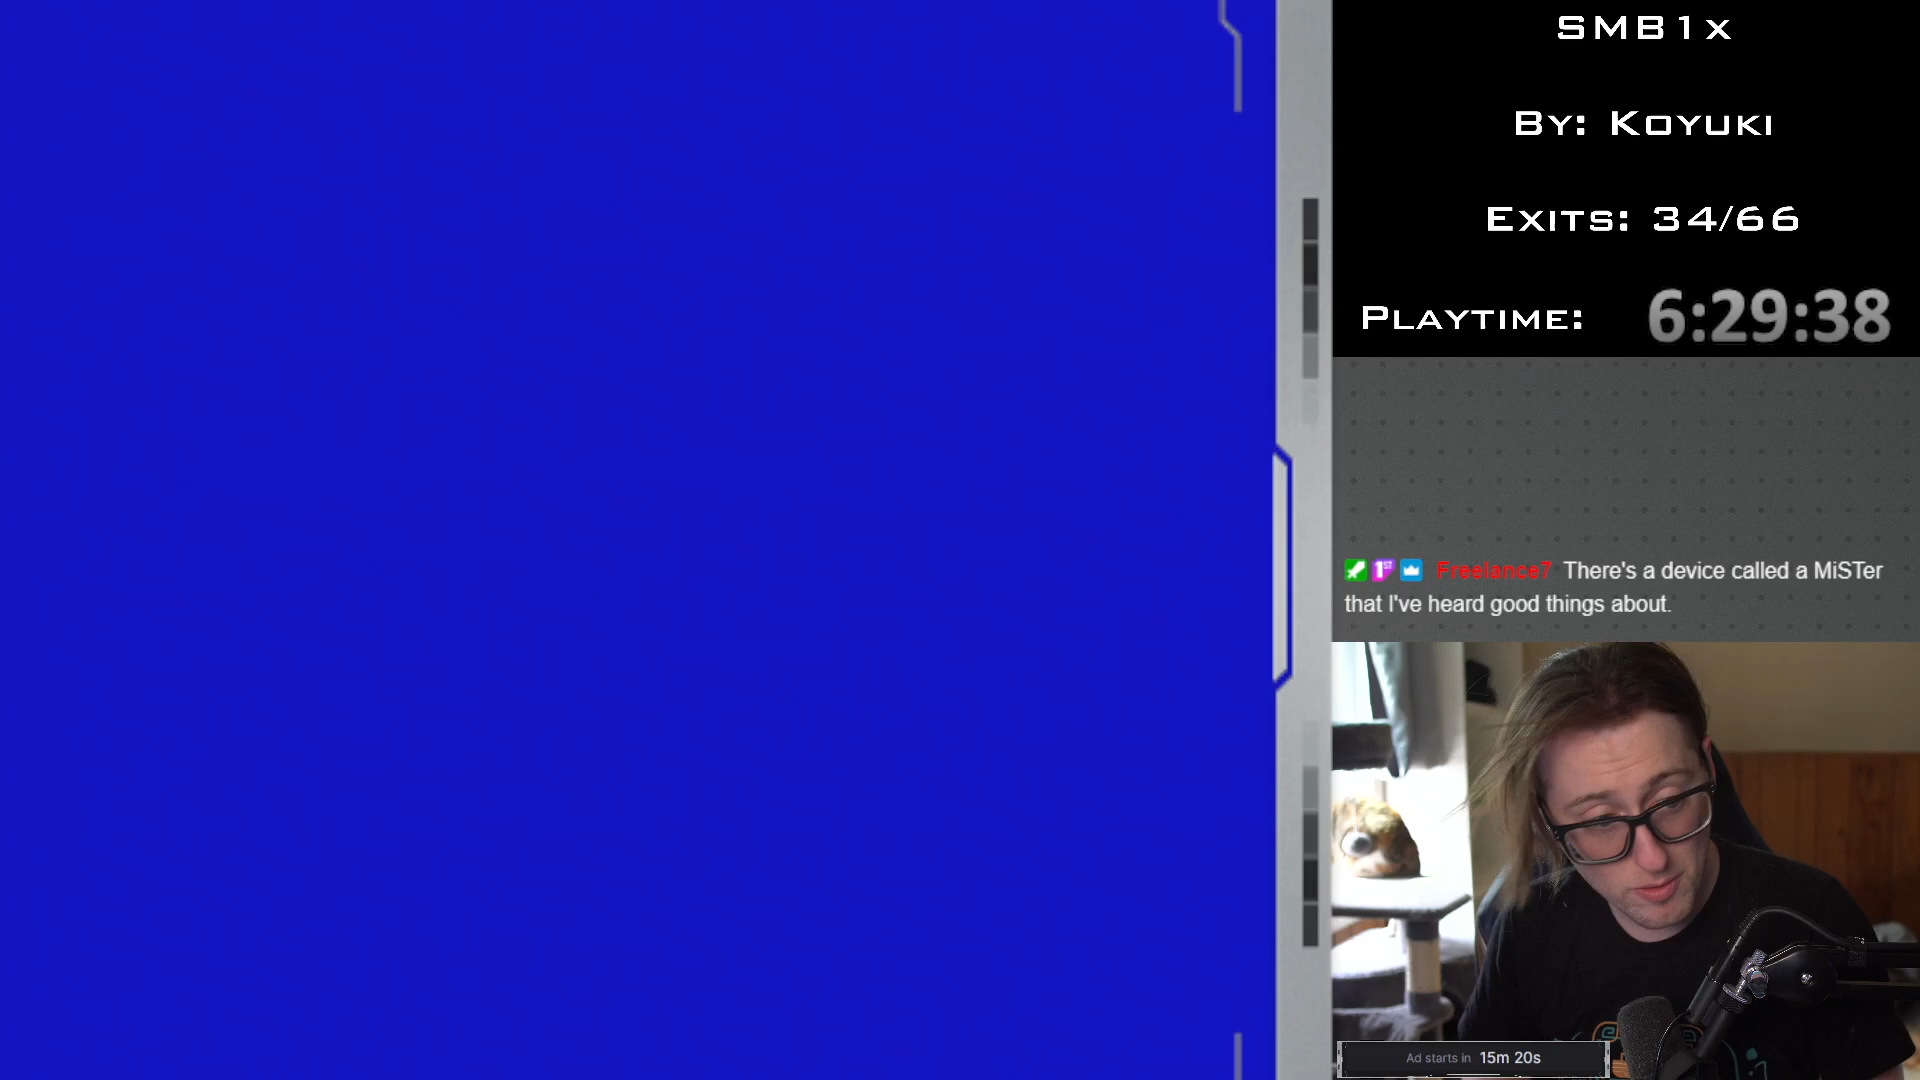 SMB1x
By: Koyuki
Exits: 34/66
Playtime: 6:29:38
1ST Freelance7 There's a device called a MiSTer
that I've heard good things about.
Ad starts in 15m 20s